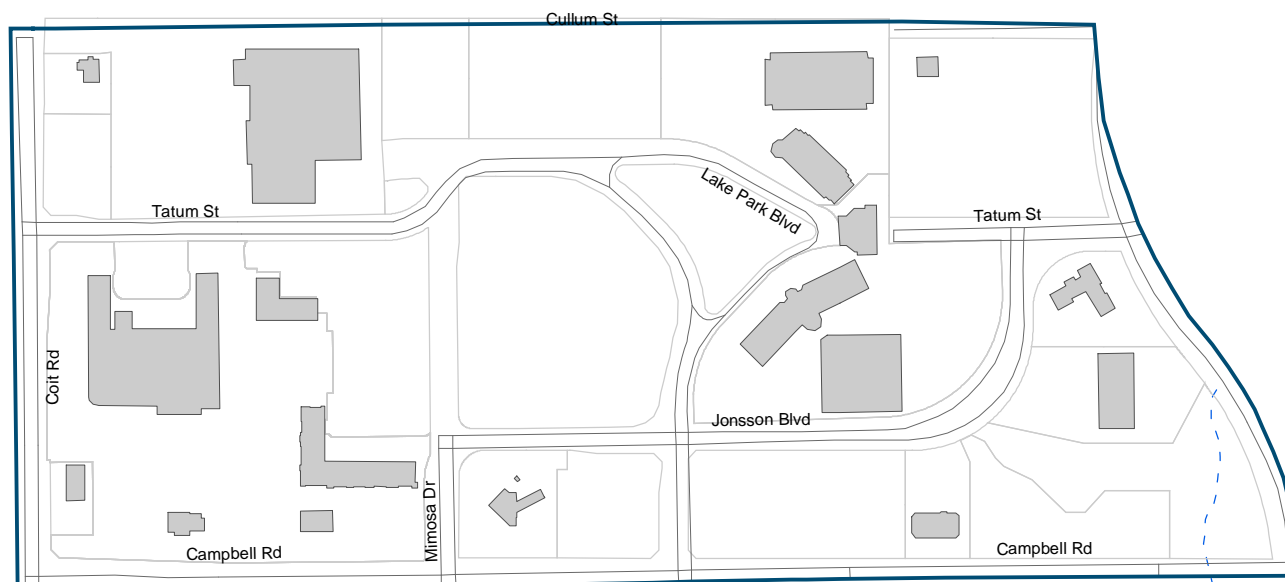 Cullum St
Lake Park Blvd
Tatum St
Tatum St
Coit Rd
Jonsson Blvd
Mimosa Dr
Campbell Rd
Campbell Rd